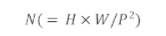 N(= H × W/P²)